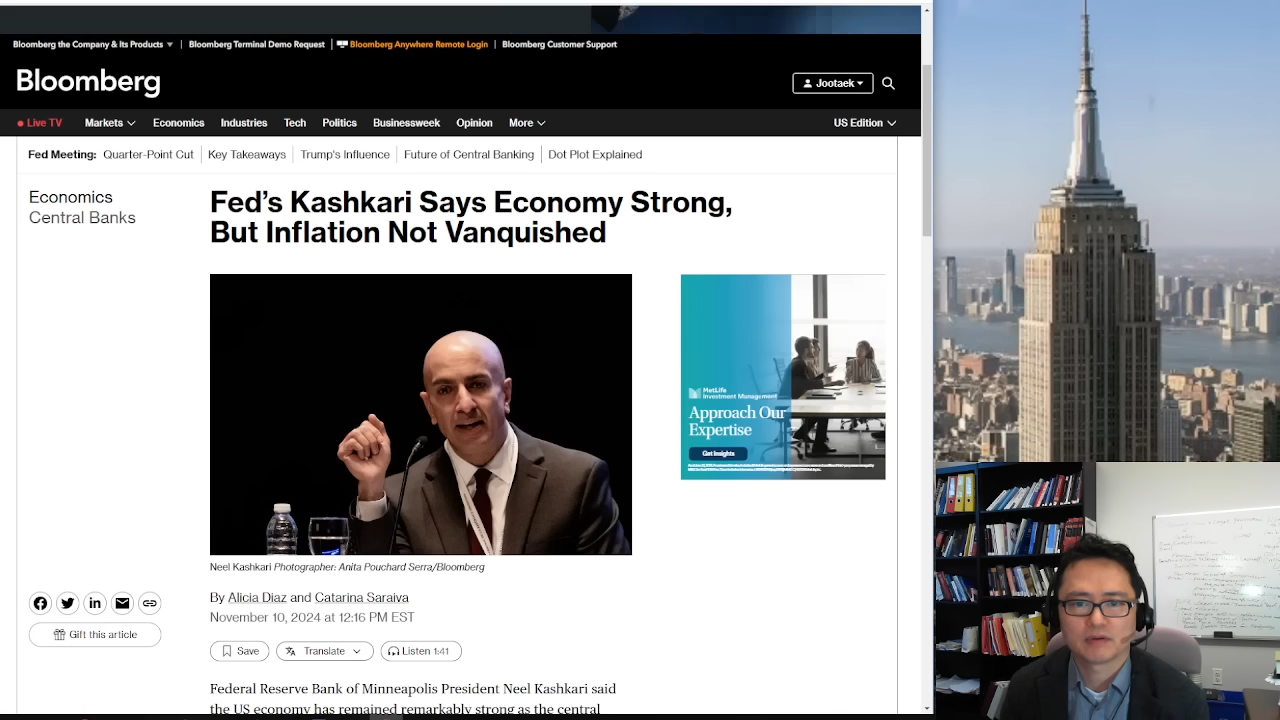 Bloomberg the Company & Its Products
Bloomberg Terminal Demo Request
Bloomberg Anywhere Remote Login
Bloomberg Customer Support
Bloomberg
Jootaek
Live TV
Markets
Economics
Industries
Tech
Politics
Businessweek
Opinion
More
US Edition
Fed Meeting:
Quarter-Point Cut
Key Takeaways
Trump's Influence
Future of Central Banking
Dot Plot Explained
Economics
Central Banks
Fed's Kashkari Says Economy Strong,
But Inflation Not Vanquished
MetLife
Investment Management
Approach Our
Expertise
Get Insights
Neel Kashkari Photographer: Anita Pouchard Serra/Bloomberg
By Alicia Diaz and Catarina Saraiva
November 10, 2024 at 12:16 PM EST
Gift this article
Save
Translate
Listen 1:41
Federal Reserve Bank of Minneapolis President Neel Kashkari said
the US economy has remained remarkably strong as the central